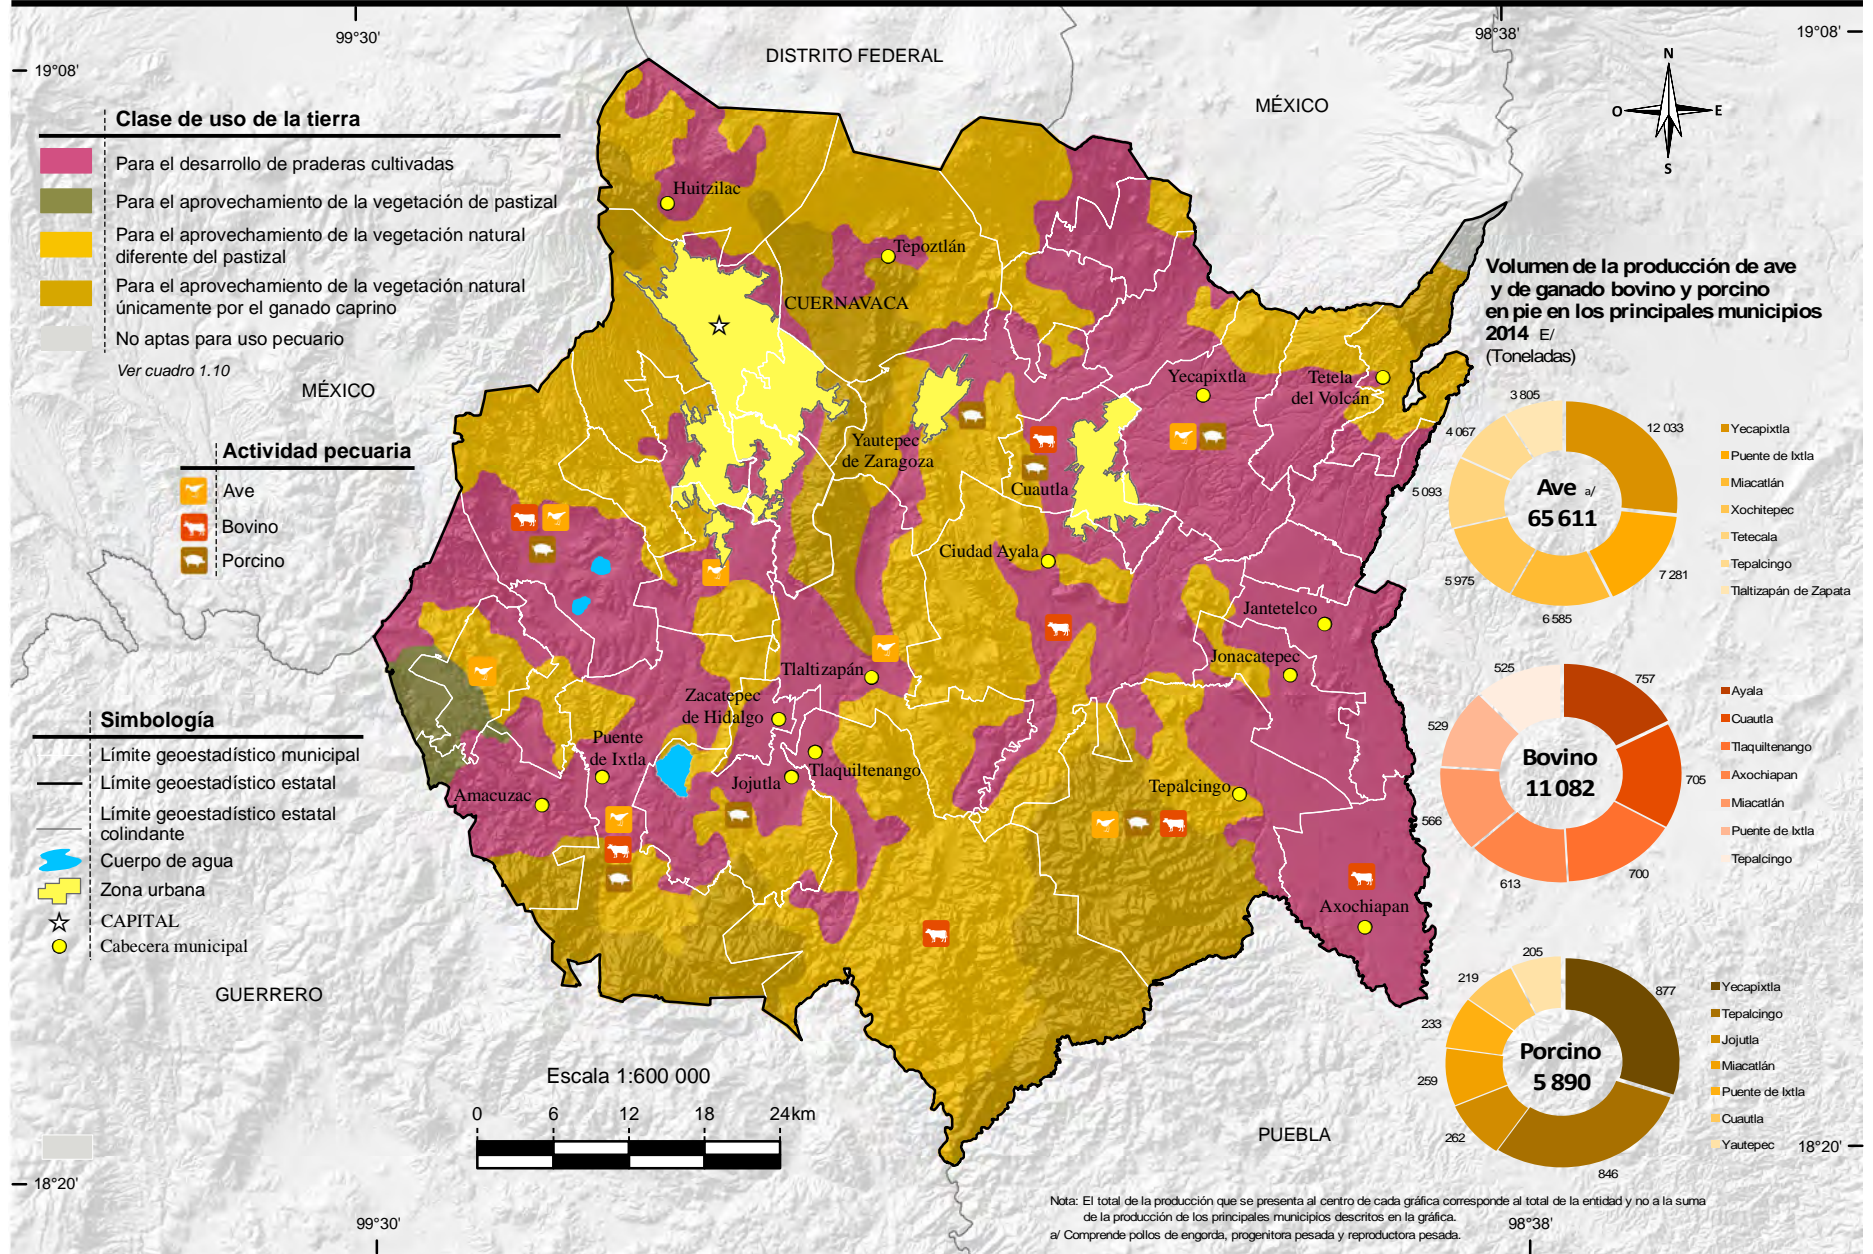 99°30'
98°38'
19°08'
19°08'
DISTRITO FEDERAL
MÉXICO
N
O
E
S
Clase de uso de la tierra
Para el desarrollo de praderas cultivadas
Para el aprovechamiento de la vegetación de pastizal
Para el aprovechamiento de la vegetación natural
diferente del pastizal
Para el aprovechamiento de la vegetación natural
únicamente por el ganado caprino
No aptas para uso pecuario
Ver cuadro 1.10
MÉXICO
Actividad pecuaria
Ave
Bovino
Porcino
Simbología
Límite geoestadístico municipal
Límite geoestadístico estatal
Límite geoestadístico estatal
colindante
Cuerpo de agua
Zona urbana
CAPITAL
Cabecera municipal
GUERRERO
Huitzilac
Tepoztlán
CUERNAVACA
Yecapixtla
Tetela
del Volcán
Yautepec
de Zaragoza
Cuautla
Ciudad Ayala
Jantetelco
Jonacatepec
Tlaltizapán
Zacatepec
de Hidalgo
Puente
de Ixtla
Tlaquiltenango
Jojutla
Amacuzac
Tepalcingo
Axochiapan
Volumen de la producción de ave
y de ganado bovino y porcino
en pie en los principales municipios
2014 E/
(Toneladas)
Ave a/
65 611
12 033
7 281
6 585
5 975
5 093
4 067
3 805
Yecapixtla
Puente de Ixtla
Miacatlán
Xochitepec
Tetecala
Tepalcingo
Tlaltizapán de Zapata
Bovino
11 082
757
705
700
613
566
529
525
Ayala
Cuautla
Tlaquiltenango
Axochiapan
Miacatlán
Puente de Ixtla
Tepalcingo
Porcino
5 890
877
846
262
259
233
219
205
Yecapixtla
Tepalcingo
Jojutla
Miacatlán
Puente de Ixtla
Cuautla
Yautepec
Escala 1:600 000
0 6 12 18 24 km
PUEBLA
18°20'
18°20'
99°30'
98°38'
Nota: El total de la producción que se presenta al centro de cada gráfica corresponde al total de la entidad y no a la suma
de la producción de los principales municipios descritos en la gráfica.
a/ Comprende pollos de engorda, progenitora pesada y reproductora pesada.